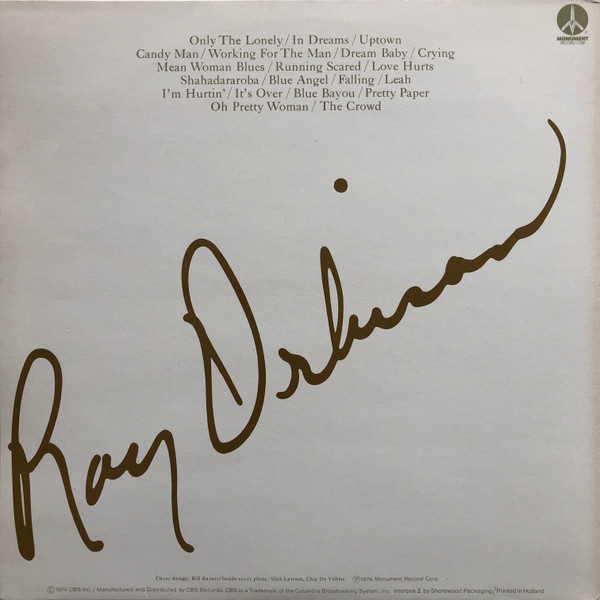 MONUMENT
RECORD CORP.
Only The Lonely / In Dreams / Uptown
Candy Man / Working For The Man / Dream Baby / Crying
Mean Woman Blues / Running Scared / Love Hurts
Shahadararoba / Blue Angel / Falling / Leah
I'm Hurtin' / It's Over / Blue Bayou / Pretty Paper
Oh Pretty Woman / The Crowd
Roy Orbison
Cover design; Bill Barnes/Inside cover photo: Slick Lawson, Chip De Vilbiss Ⓟ1974 Monument Record Corp
©1974 CBS Inc. / Manufactured and Distributed by CBS Records. CBS is a Trademark of the Columbia Broadcasting System, Inc. Interpak II by Shorewood Packaging / Printed in Holland